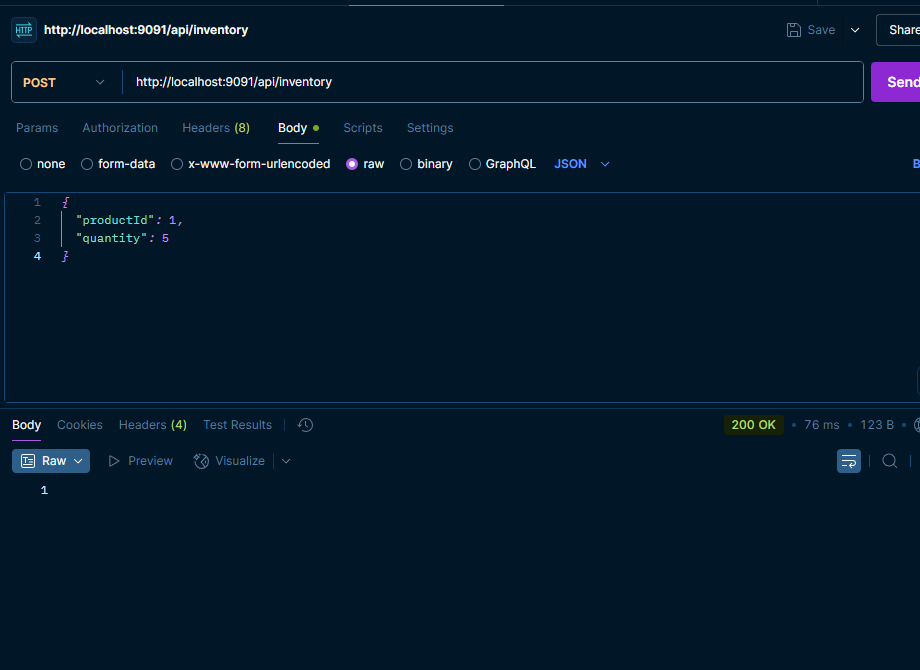 HTTP http://localhost:9091/api/inventory Save Share
POST http://localhost:9091/api/inventory Send
Params Authorization Headers (8) Body Scripts Settings
none form-data x-www-form-urlencoded raw binary GraphQL JSON B
1 {
2 "productId": 1,
3 "quantity": 5
4 }
Body Cookies Headers (4) Test Results 200 OK • 76 ms • 123 B •
Raw Preview Visualize
1